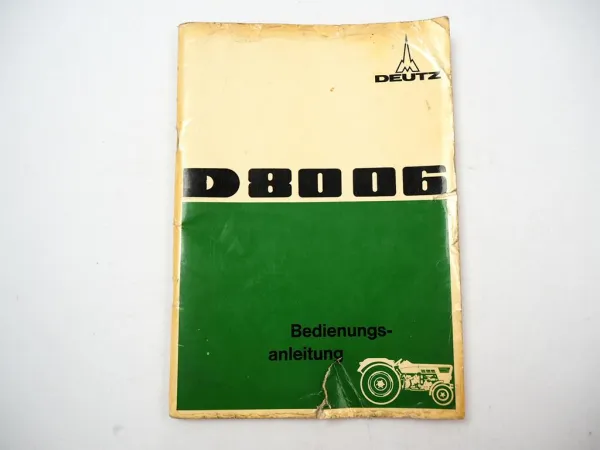 DEUTZ
D8006
Bedienungs-
anleitung